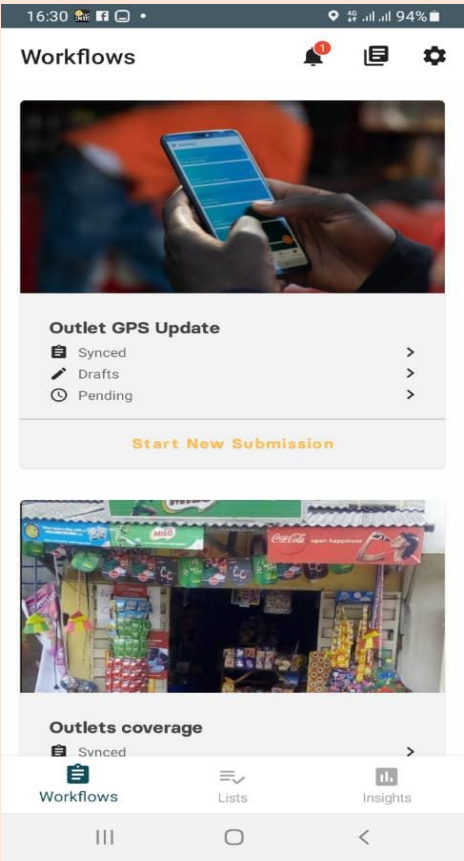 16:30 4G 94%
Workflows 1
Outlet GPS Update
Synced
Drafts
Pending
Start New Submission
MILO Coca-Cola open happiness
Outlets coverage
Synced
Workflows Lists Insights